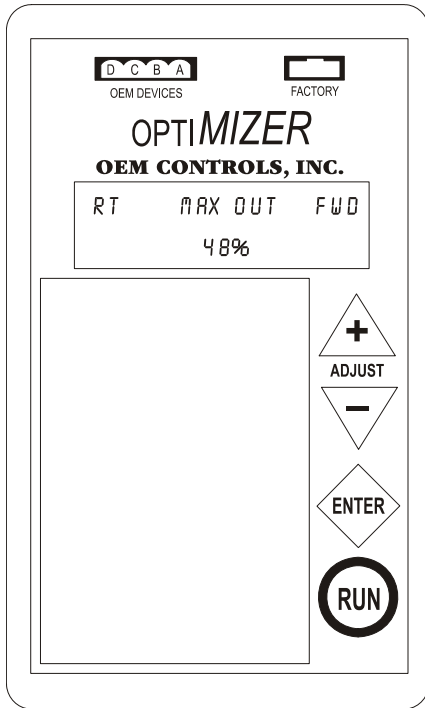 D C B A
OEM DEVICES
FACTORY
OPTIMIZER
OEM CONTROLS, INC.
RT MAX OUT FWD
48%
+
ADJUST
−
ENTER
RUN